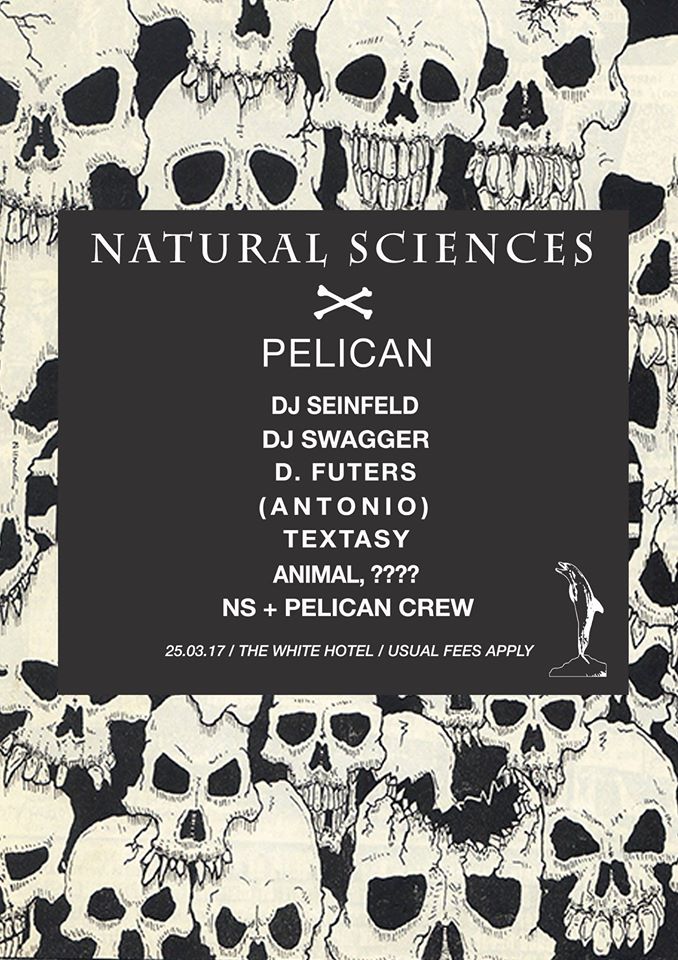 NATURAL SCIENCES
PELICAN
DJ SEINFELD
DJ SWAGGER
D. FUTERS
(ANTONIO)
TEXTASY
ANIMAL, ????
NS + PELICAN CREW
25.03.17 / THE WHITE HOTEL / USUAL FEES APPLY